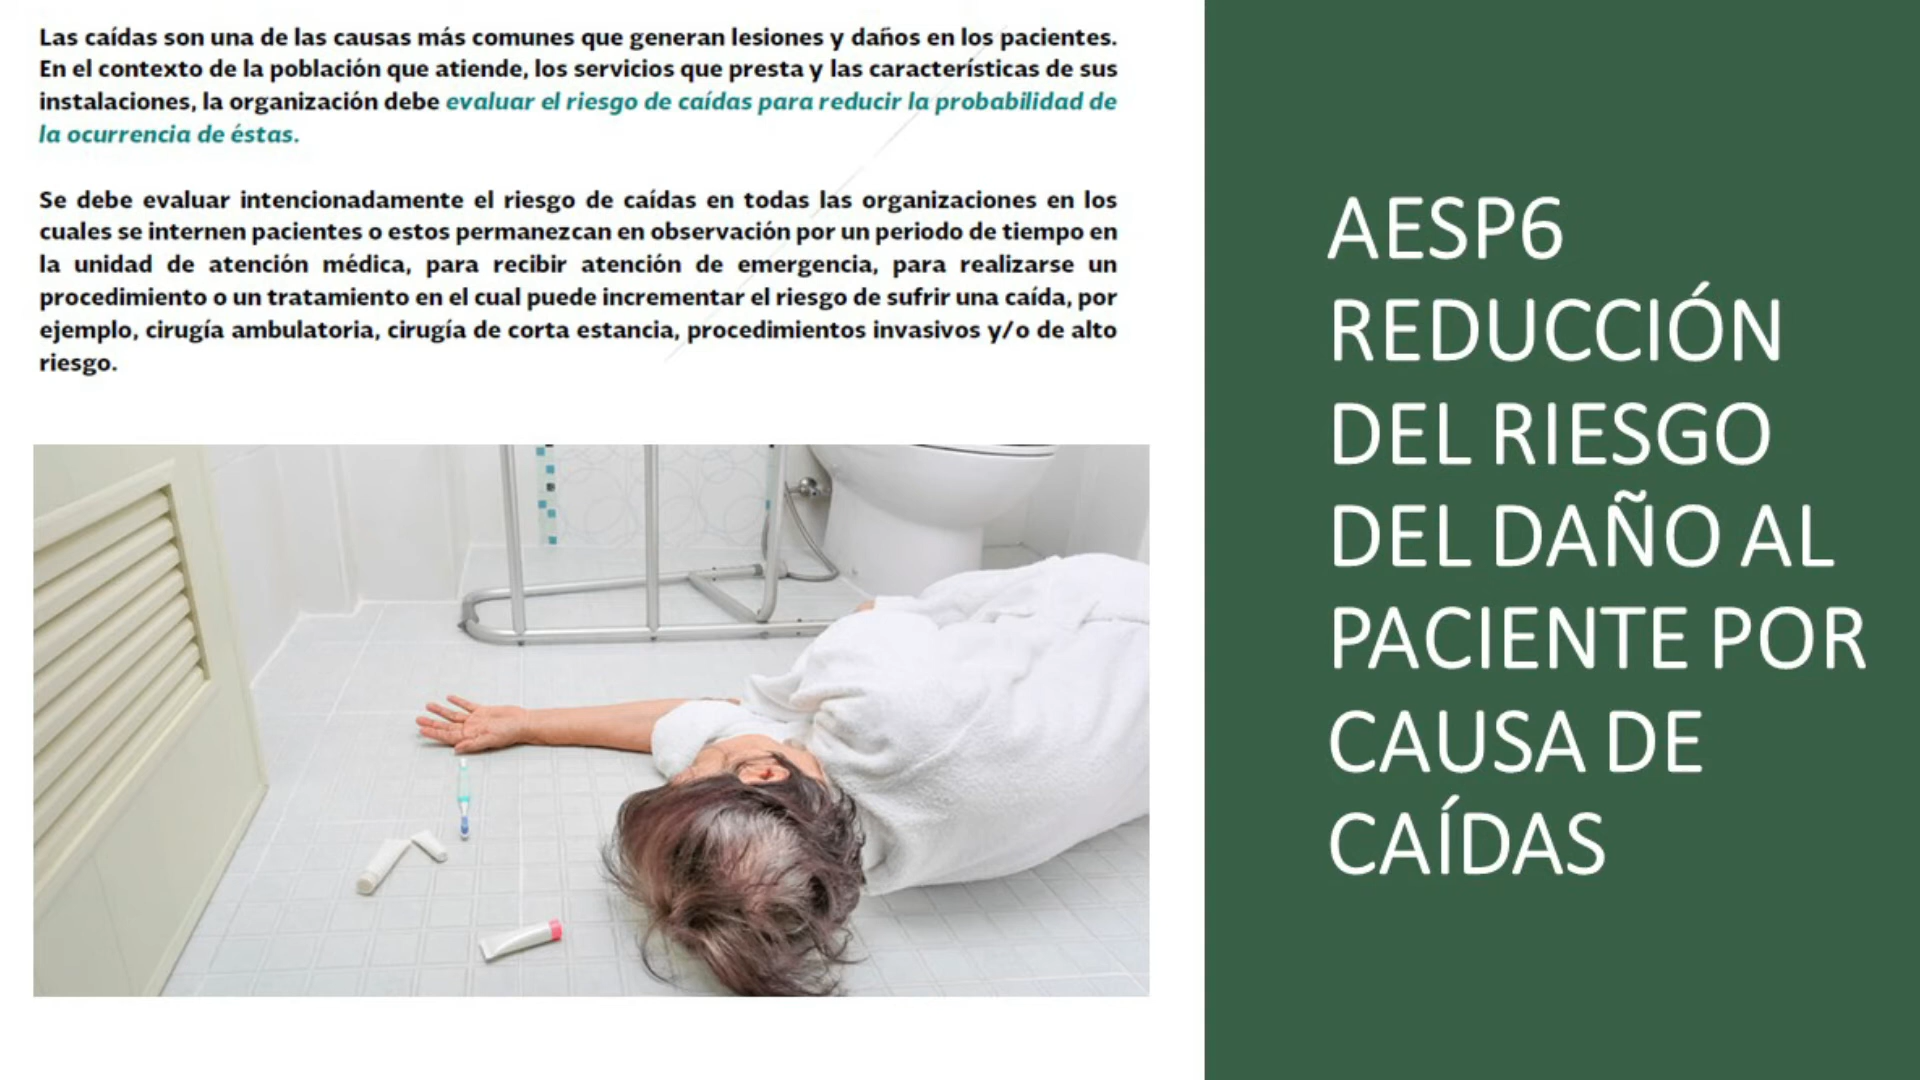 Las caídas son una de las causas más comunes que generan lesiones y daños en los pacientes.
En el contexto de la población que atiende, los servicios que presta y las características de sus
instalaciones, la organización debe evaluar el riesgo de caídas para reducir la probabilidad de
la ocurrencia de éstas.
Se debe evaluar intencionadamente el riesgo de caídas en todas las organizaciones en los
cuales se internen pacientes o estos permanezcan en observación por un periodo de tiempo en
la unidad de atención médica, para recibir atención de emergencia, para realizarse un
procedimiento o un tratamiento en el cual puede incrementar el riesgo de sufrir una caída, por
ejemplo, cirugía ambulatoria, cirugía de corta estancia, procedimientos invasivos y/o de alto
riesgo.
AESP6
REDUCCIÓN
DEL RIESGO
DEL DAÑO AL
PACIENTE POR
CAUSA DE
CAÍDAS